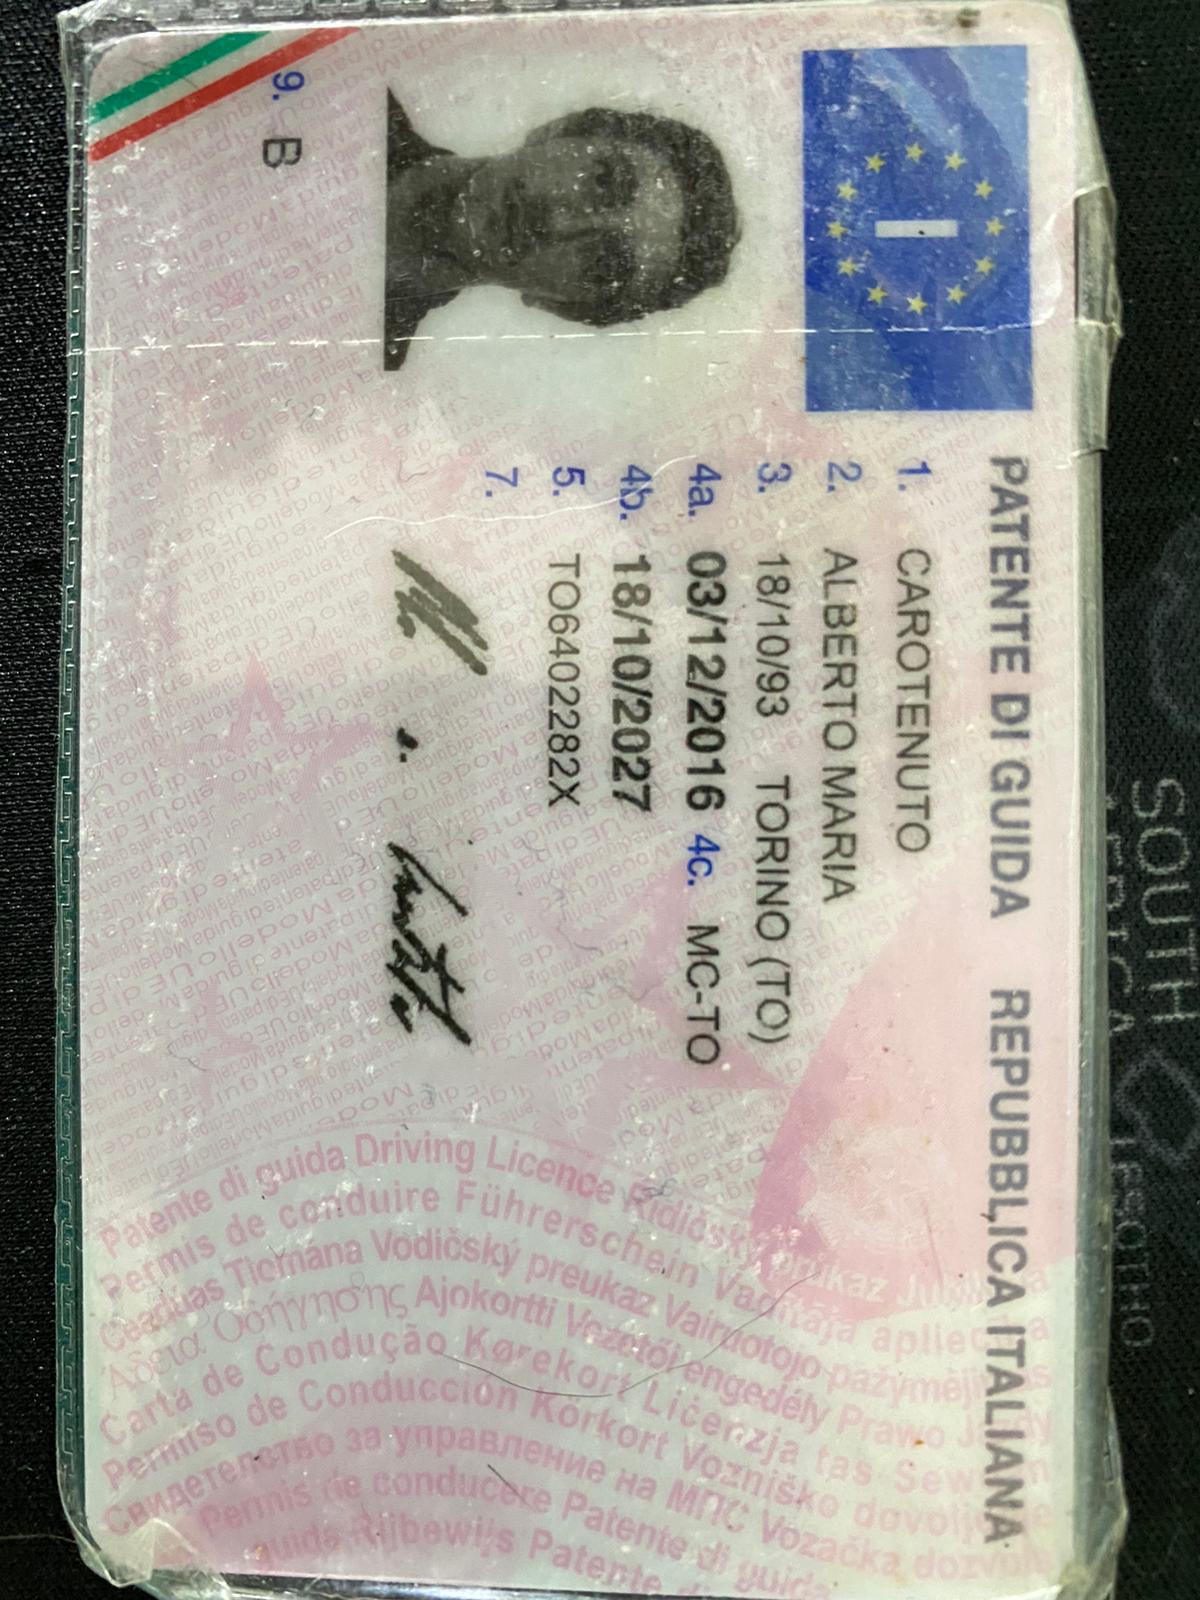 I
PATENTE DI GUIDA REPUBBLICA ITALIANA
1. CAROTENUTO
2. ALBERTO MARIA
3. 18/10/93 TORINO (TO)
4a. 03/12/2016 4c. MC-TO
4b. 18/10/2027
5. TO6402282X
7.
9. B
Patente di guida Driving Licence Řidičský průkaz
Permis de conduire Führerschein Vadītāja apliecība
Ceadúas Tiomána Vodičský preukaz Vairuotojo pažymėjimas
Άδεια Οδήγησης Ajokortti Vezetői engedély Prawo
Carta de Condução Kørekort Liċenzja tas Sewqan
Permiso de Conducción Körkort Vozniško dovoljenje
Свидетелство за управление на МПС Vozačka dozvola
Permis de conducere Patente di guida
guida Rijbewijs Patente di
SOUTH
LESOTHO